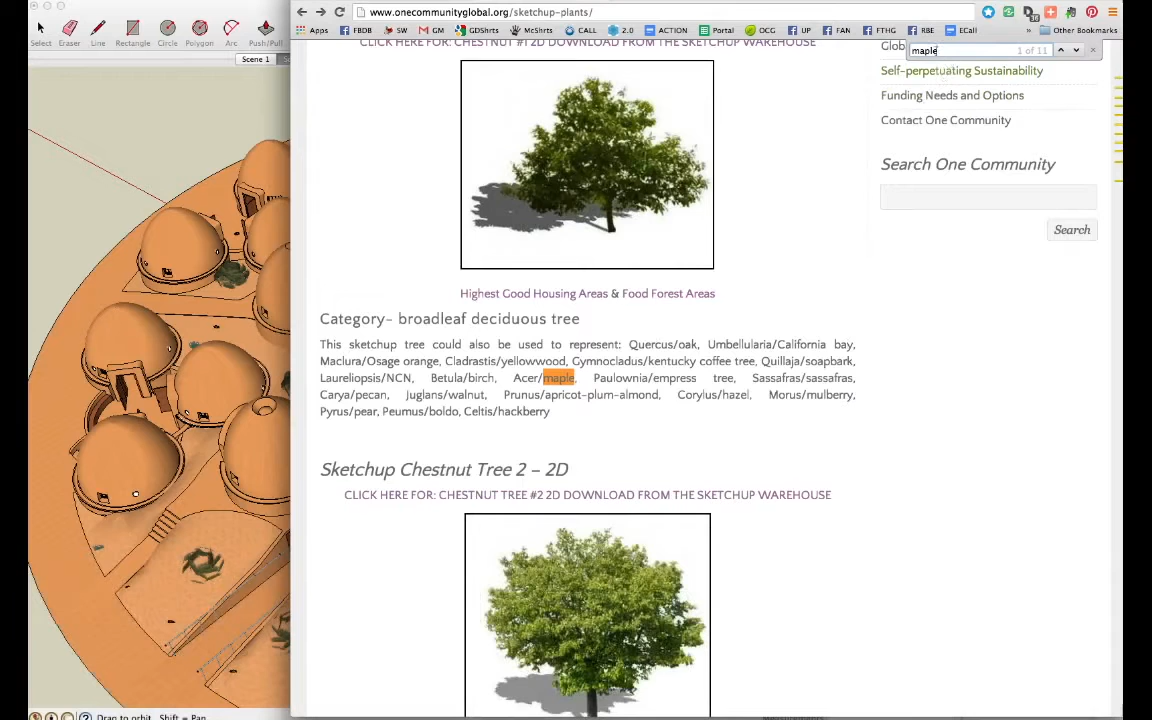 www.onecommunityglobal.org/sketchup-plants/
Select Eraser Line Rectangle Circle Polygon Arc Push/Pull
Apps FBDB SW GM GDShrts McShrts CALL 2.0 ACTION Portal OCG UP FAN FTHG RBE ECall » Other Bookmarks
Scene 1
CLICK HERE FOR: CHESTNUT #1 2D DOWNLOAD FROM THE SKETCHUP WAREHOUSE
Glob
maple 1 of 11
Self-perpetuating Sustainability
Funding Needs and Options
Contact One Community
Search One Community
Search
Highest Good Housing Areas & Food Forest Areas
Category- broadleaf deciduous tree
This sketchup tree could also be used to represent: Quercus/oak, Umbellularia/California bay,
Maclura/Osage orange, Cladrastis/yellowwood, Gymnocladus/kentucky coffee tree, Quillaja/soapbark,
Laureliopsis/NCN, Betula/birch, Acer/maple, Paulownia/empress tree, Sassafras/sassafras,
Carya/pecan, Juglans/walnut, Prunus/apricot-plum-almond, Corylus/hazel, Morus/mulberry,
Pyrus/pear, Peumus/boldo, Celtis/hackberry
Sketchup Chestnut Tree 2 – 2D
CLICK HERE FOR: CHESTNUT TREE #2 2D DOWNLOAD FROM THE SKETCHUP WAREHOUSE
Drag to orbit. Shift = Pan